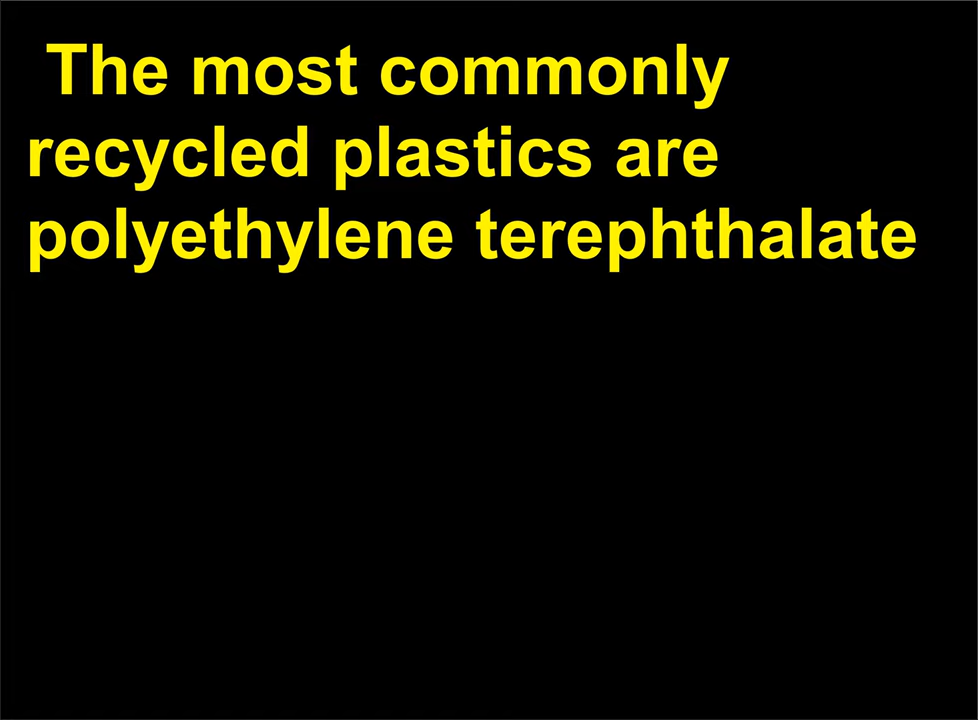 The most commonly
recycled plastics are
polyethylene terephthalate